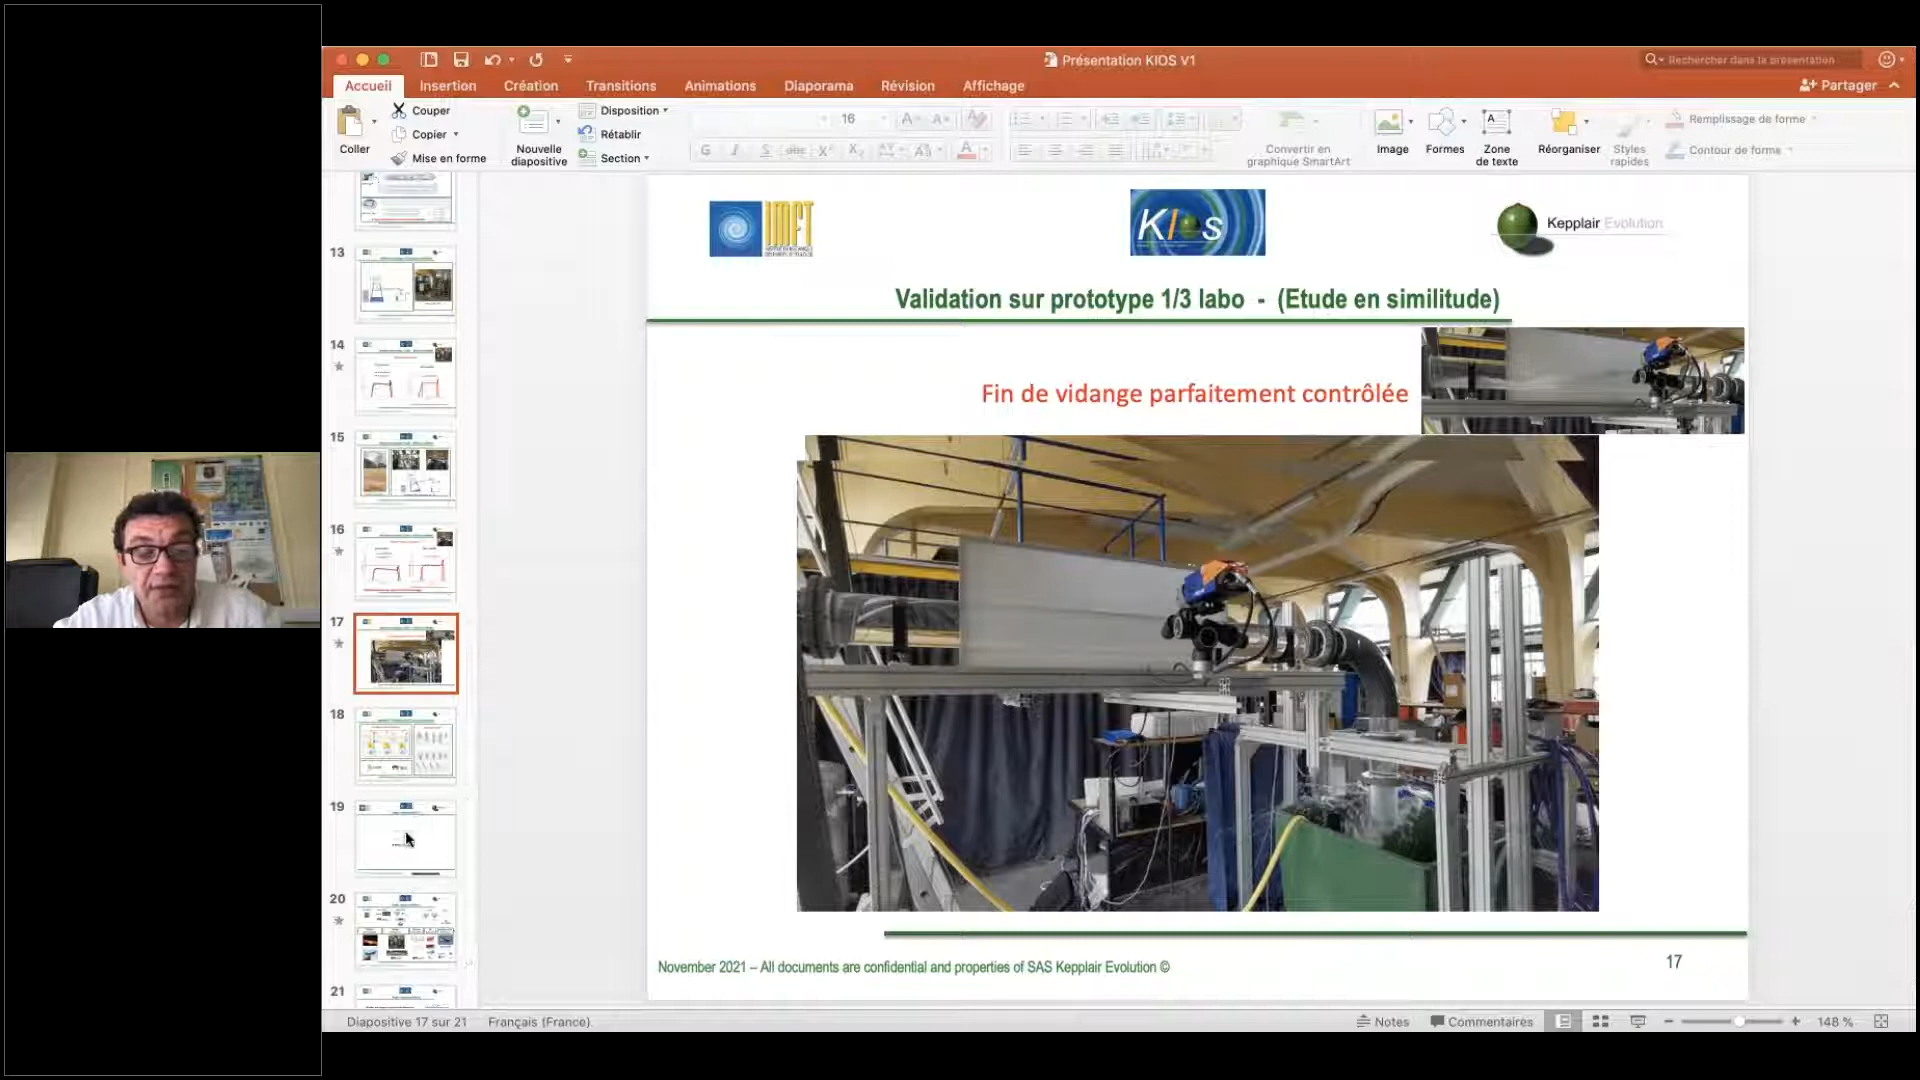 Présentation KIOS V1
Rechercher dans la présentation
Accueil
Insertion
Création
Transitions
Animations
Diaporama
Révision
Affichage
Partager
Coller
Couper
Copier
Mise en forme
Nouvelle
diapositive
Disposition
Rétablir
Section
16
Convertir en
graphique SmartArt
Image
Formes
Zone
de texte
Réorganiser
Styles
rapides
Remplissage de forme
Contour de forme
13
14
15
16
17
18
19
20
21
IMFT
KIOS
Kepplair Evolution
Validation sur prototype 1/3 labo - (Etude en similitude)
Fin de vidange parfaitement contrôlée
November 2021 – All documents are confidential and properties of SAS Kepplair Evolution ©
17
Diapositive 17 sur 21
Français (France)
Notes
Commentaires
148 %